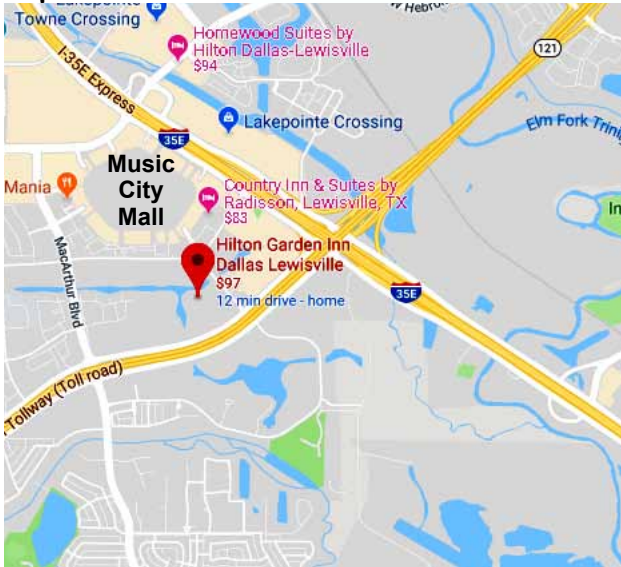 Towne Crossing
Homewood Suites by
Hilton Dallas-Lewisville
$94
W Hebron
121
I-35E Express
35E
Lakepointe Crossing
Elm Fork Trini
Music
City
Mall
Mania
Country Inn & Suites by
Radisson, Lewisville, TX
$83
In
Hilton Garden Inn
Dallas Lewisville
$97
12 min drive - home
35E
MacArthur Blvd
Tollway (Toll road)